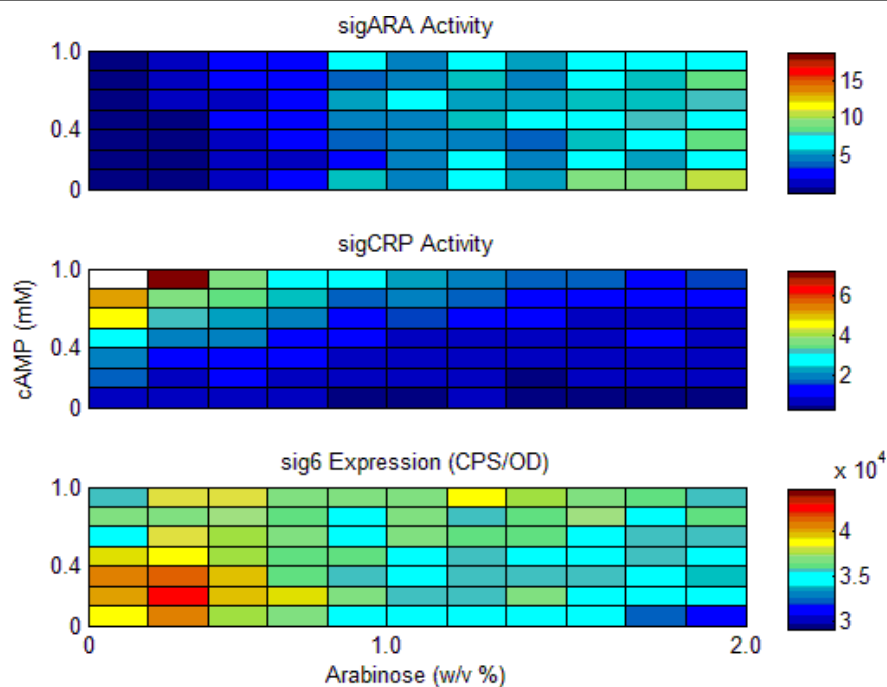 sigARA Activity
1.0
0.4
0
15
10
5
sigCRP Activity
1.0
0.4
0
cAMP (mM)
6
4
2
sig6 Expression (CPS/OD)
1.0
0.4
0
x 10^4
4
3.5
3
0 1.0 2.0
Arabinose (w/v %)